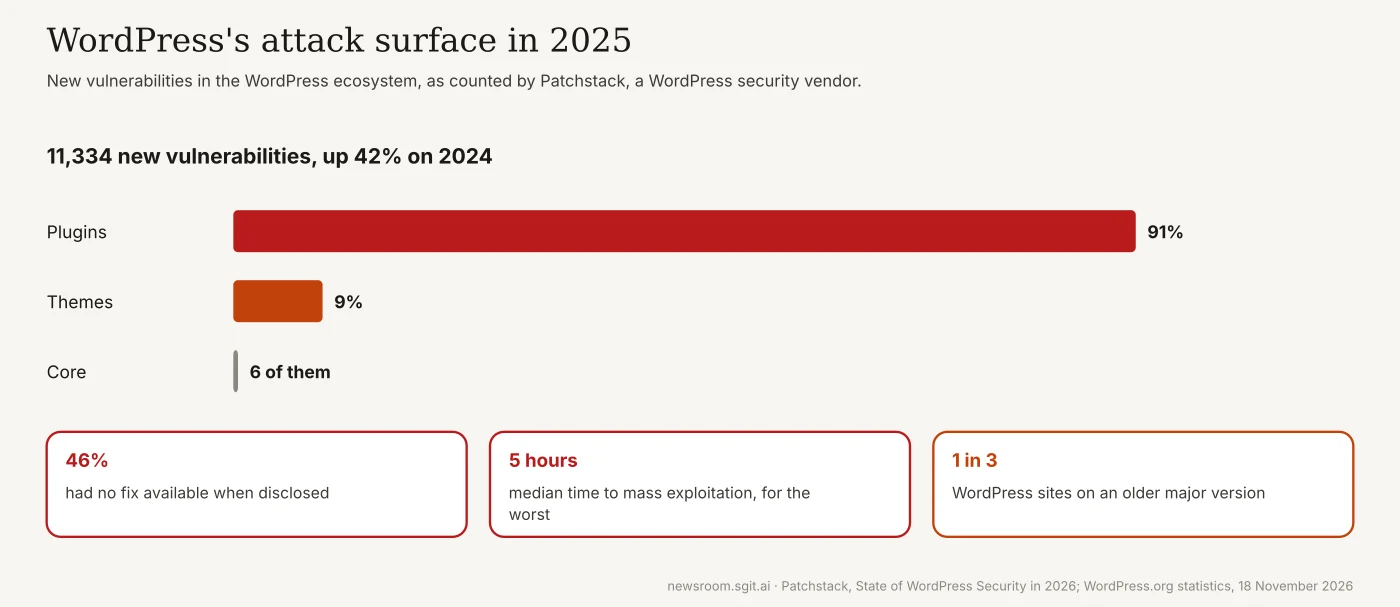 WordPress's attack surface in 2025
New vulnerabilities in the WordPress ecosystem, as counted by Patchstack, a WordPress security vendor.
11,334 new vulnerabilities, up 42% on 2024
Plugins 91%
Themes 9%
Core 6 of them
46%
had no fix available when disclosed
5 hours
median time to mass exploitation, for the
worst
1 in 3
WordPress sites on an older major version
newsroom.sgit.ai · Patchstack, State of WordPress Security in 2026; WordPress.org statistics, 18 November 2026